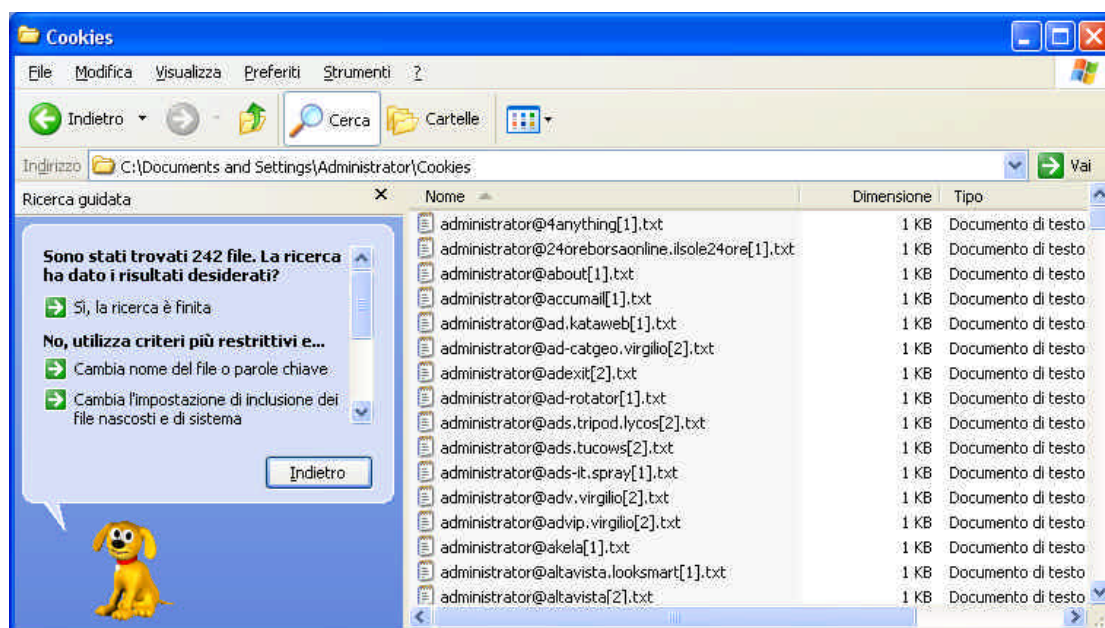 Cookies
File Modifica Visualizza Preferiti Strumenti ?
Indietro Cerca Cartelle
Indirizzo C:\Documents and Settings\Administrator\Cookies Vai
Ricerca guidata
Sono stati trovati 242 file. La ricerca
ha dato i risultati desiderati?
Sì, la ricerca è finita
No, utilizza criteri più restrittivi e...
Cambia nome del file o parole chiave
Cambia l'impostazione di inclusione dei
file nascosti e di sistema
Indietro
Nome Dimensione Tipo
administrator@4anything[1].txt 1 KB Documento di testo
administrator@24oreborsaonline.ilsole24ore[1].txt 1 KB Documento di testo
administrator@about[1].txt 1 KB Documento di testo
administrator@accumail[1].txt 1 KB Documento di testo
administrator@ad.kataweb[1].txt 1 KB Documento di testo
administrator@ad-catgeo.virgilio[2].txt 1 KB Documento di testo
administrator@adexit[2].txt 1 KB Documento di testo
administrator@ad-rotator[1].txt 1 KB Documento di testo
administrator@ads.tripod.lycos[2].txt 1 KB Documento di testo
administrator@ads.tucows[2].txt 1 KB Documento di testo
administrator@ads-it.spray[1].txt 1 KB Documento di testo
administrator@adv.virgilio[2].txt 1 KB Documento di testo
administrator@advip.virgilio[2].txt 1 KB Documento di testo
administrator@akela[1].txt 1 KB Documento di testo
administrator@altavista.looksmart[1].txt 1 KB Documento di testo
administrator@altavista[2].txt 1 KB Documento di testo